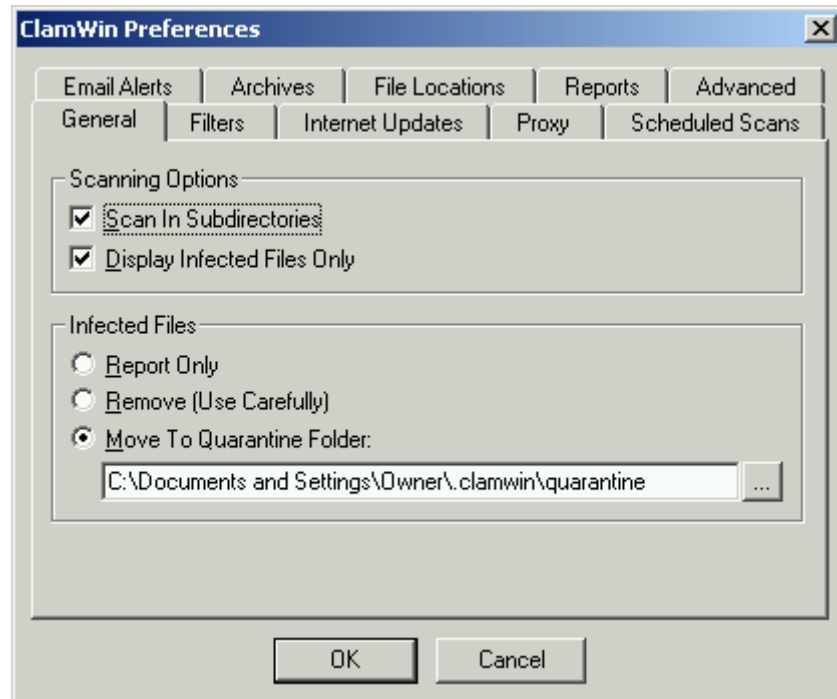 ClamWin Preferences
Email Alerts Archives File Locations Reports Advanced
General Filters Internet Updates Proxy Scheduled Scans
Scanning Options
Scan In Subdirectories
Display Infected Files Only
Infected Files
Report Only
Remove (Use Carefully)
Move To Quarantine Folder:
C:\Documents and Settings\Owner\.clamwin\quarantine ...
OK Cancel